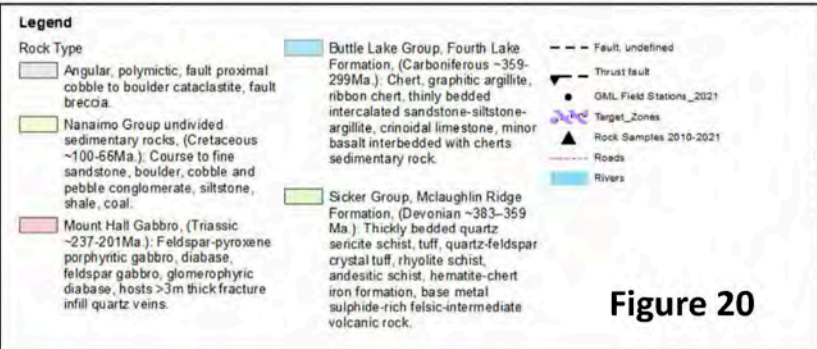 Legend
Rock Type
Angular, polymictic, fault proximal
cobble to boulder cataclastite, fault
breccia.
Nanaimo Group undivided
sedimentary rocks, (Cretaceous
~100-66Ma.): Course to fine
sandstone, boulder, cobble and
pebble conglomerate, siltstone,
shale, coal.
Mount Hall Gabbro, (Triassic
~237-201Ma.): Feldspar-pyroxene
porphyritic gabbro, diabase,
feldspar gabbro, glomerophyric
diabase, hosts >3m thick fracture
infill quartz veins.
Buttle Lake Group, Fourth Lake
Formation, (Carboniferous ~359-
299Ma.): Chert, graphitic argillite,
ribbon chert, thinly bedded
intercalated sandstone-siltstone-
argillite, crinoidal limestone, minor
basalt interbedded with cherts
sedimentary rock.
Sicker Group, Mclaughlin Ridge
Formation, (Devonian ~383–359
Ma.): Thickly bedded quartz
sericite schist, tuff, quartz-feldspar
crystal tuff, rhyolite schist,
andesitic schist, hematite-chert
iron formation, base metal
sulphide-rich felsic-intermediate
volcanic rock.
Fault, undefined
Thrust fault
GML Field Stations_2021
Target_Zones
Rock Samples 2010-2021
Roads
Rivers
Figure 20